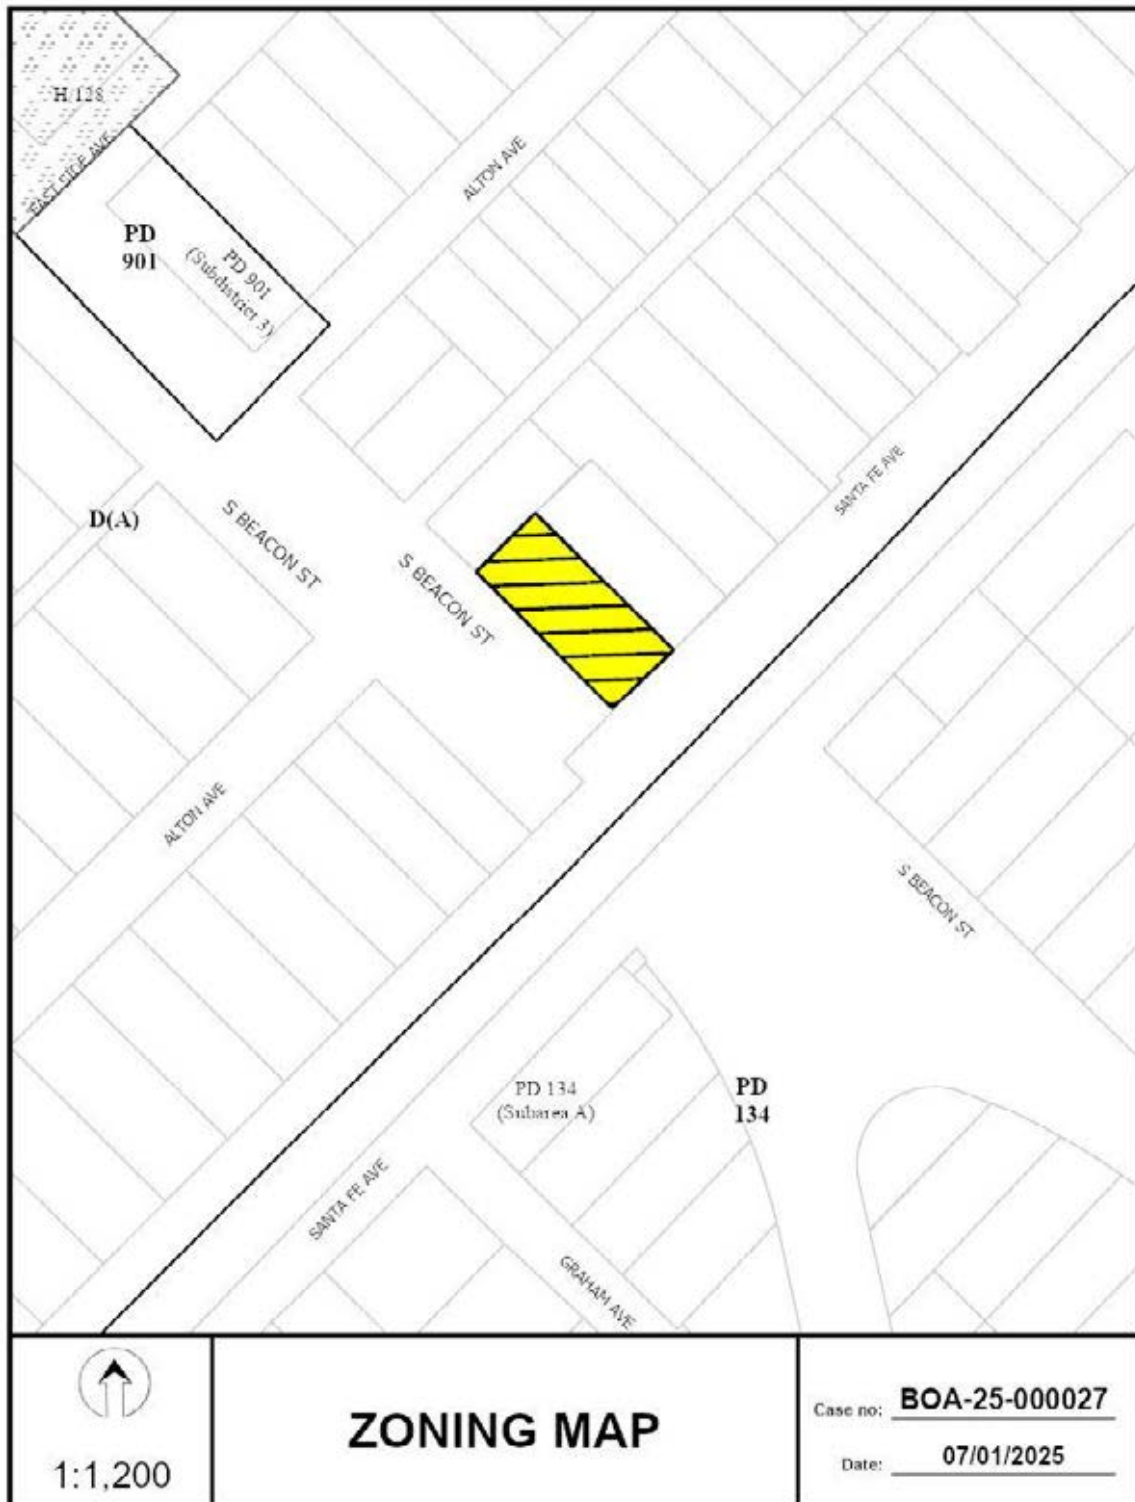 H/128
EAST SIDE AVE
ALTON AVE
PD
901
PD 901
(Subdistrict 3)
D(A)
S BEACON ST
S BEACON ST
SANTA FE AVE
ALTON AVE
S BEACON ST
PD 134
(Subarea A)
PD
134
SANTA FE AVE
GRAHAM AVE
1:1,200
ZONING MAP
Case no: BOA-25-000027
Date: 07/01/2025